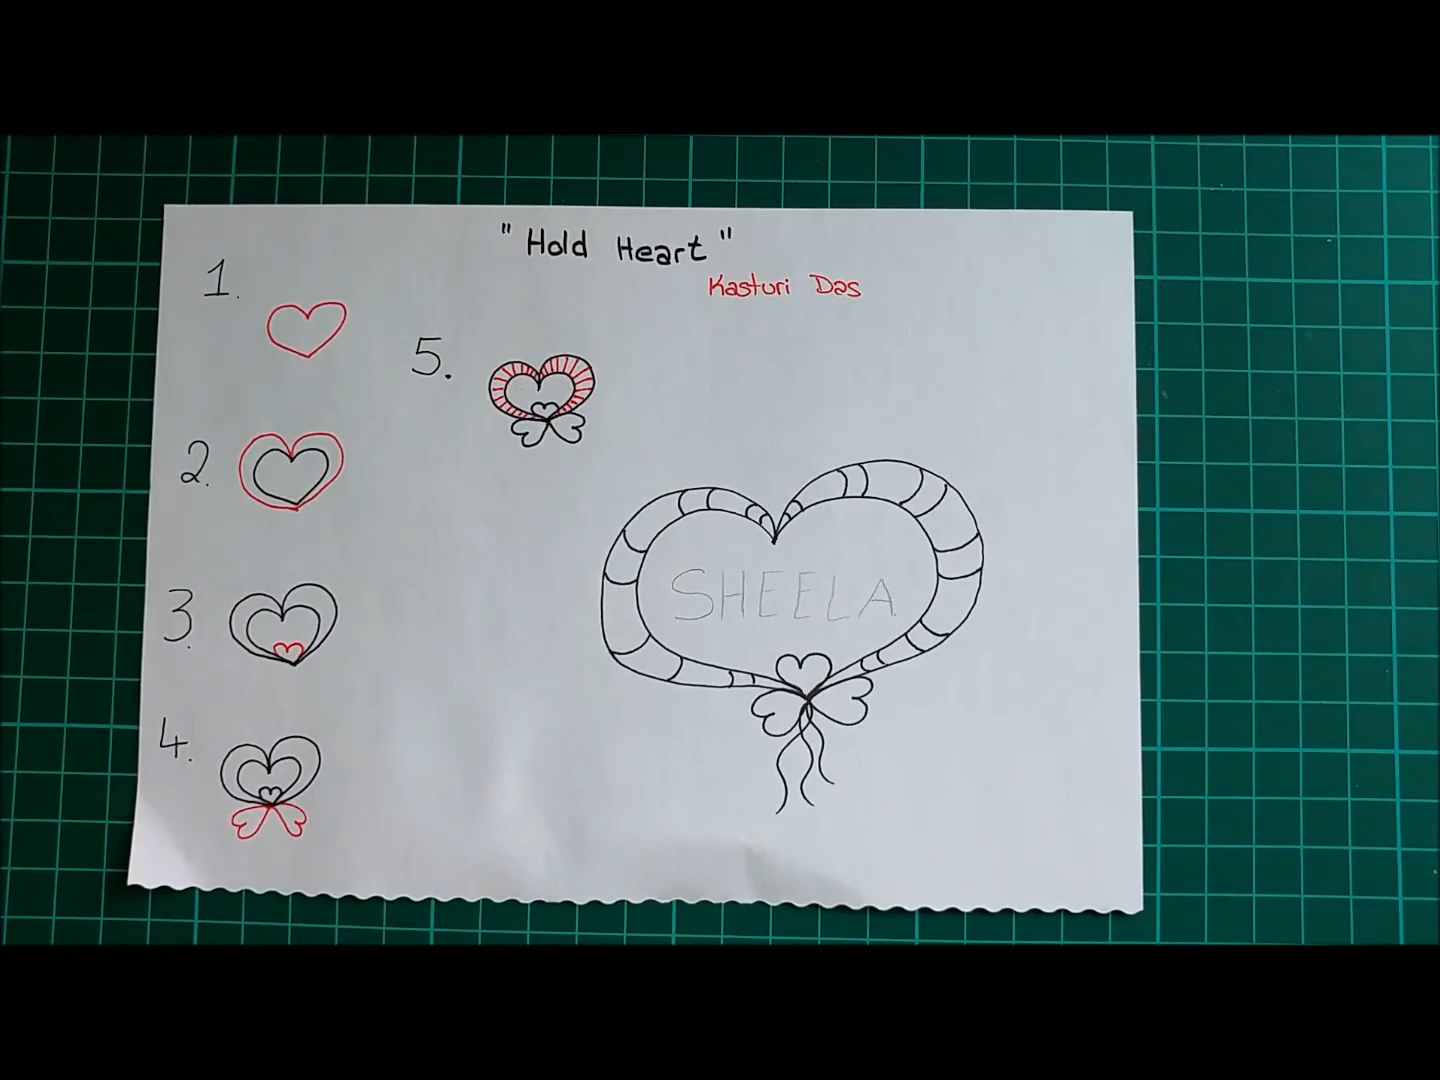 "Hold Heart"
Kasturi Das
1.
2.
3.
4.
5.
SHEELA